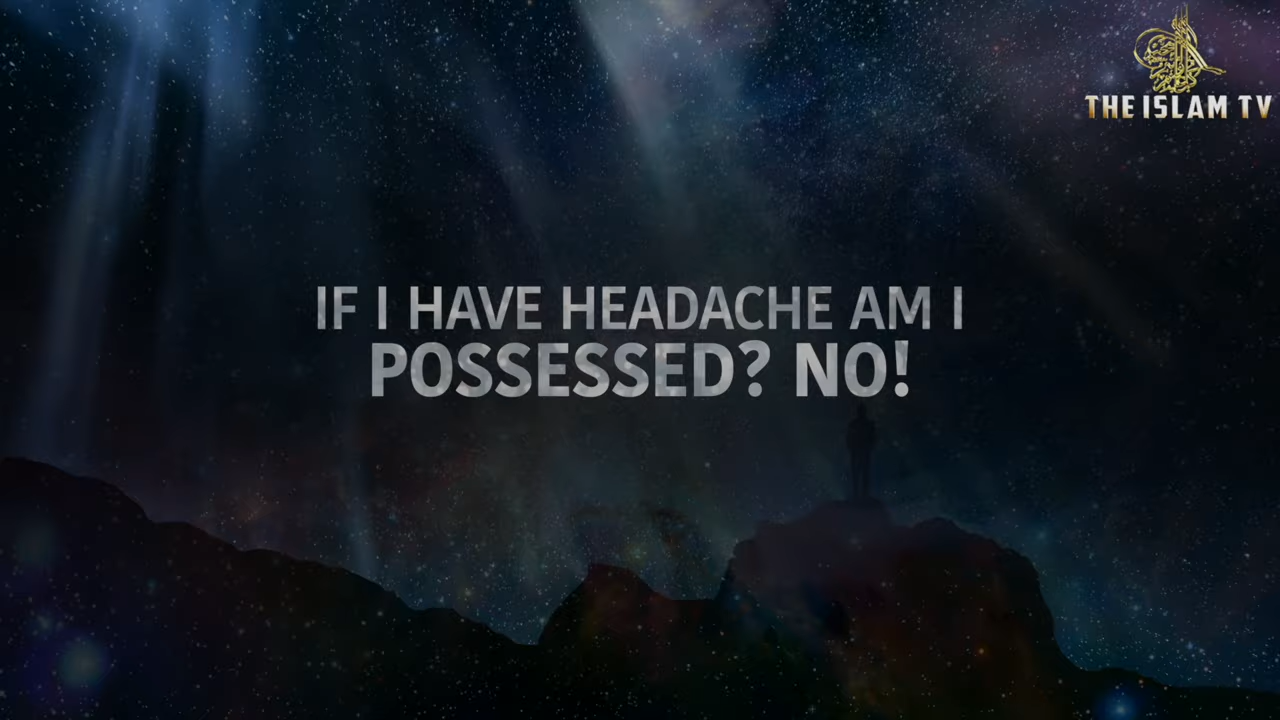 THE ISLAM TV
IF I HAVE HEADACHE AM I
POSSESSED? NO!